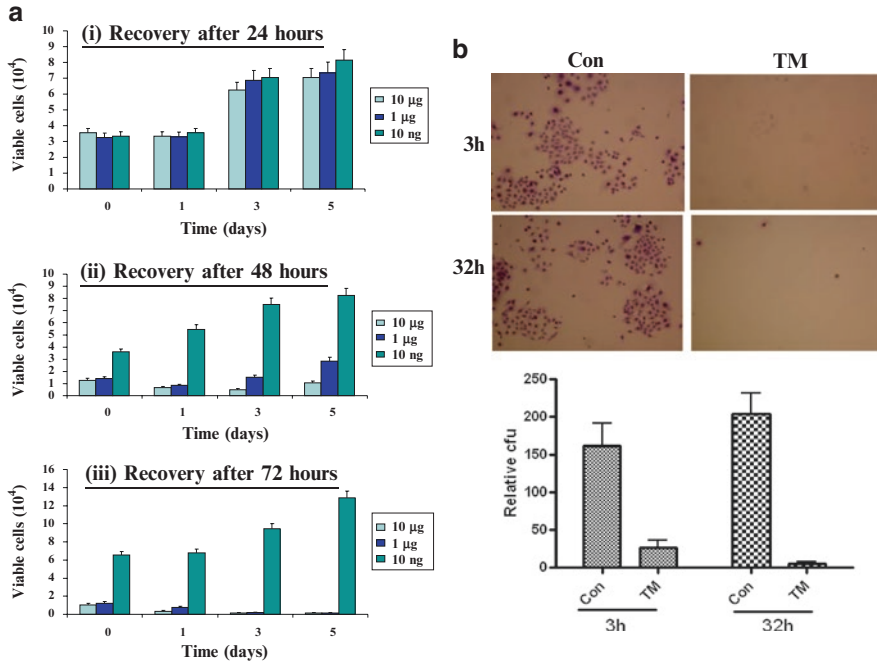 a
(i) Recovery after 24 hours
Viable cells (10⁴)
10
9
8
7
6
5
4
3
2
1
0
0 1 3 5
Time (days)
10 µg
1 µg
10 ng
(ii) Recovery after 48 hours
Viable cells (10⁴)
9
8
7
6
5
4
3
2
1
0
0 1 3 5
Time (days)
10 µg
1 µg
10 ng
(iii) Recovery after 72 hours
Viable cells (10⁴)
16
14
12
10
8
6
4
2
0
0 1 3 5
Time (days)
10 µg
1 µg
10 ng
b
Con TM
3h
32h
Relative cfu
250
200
150
100
50
0
Con TM Con TM
3h 32h